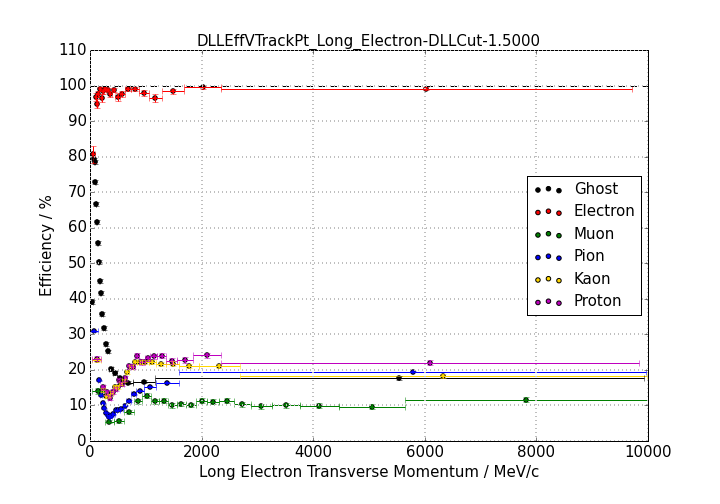 DLLEffVTrackPt_Long_Electron-DLLCut-1.5000
110
100
90
80
70
60
50
40
30
20
10
0
Efficiency / %
Ghost
Electron
Muon
Pion
Kaon
Proton
0 2000 4000 6000 8000 10000
Long Electron Transverse Momentum / MeV/c